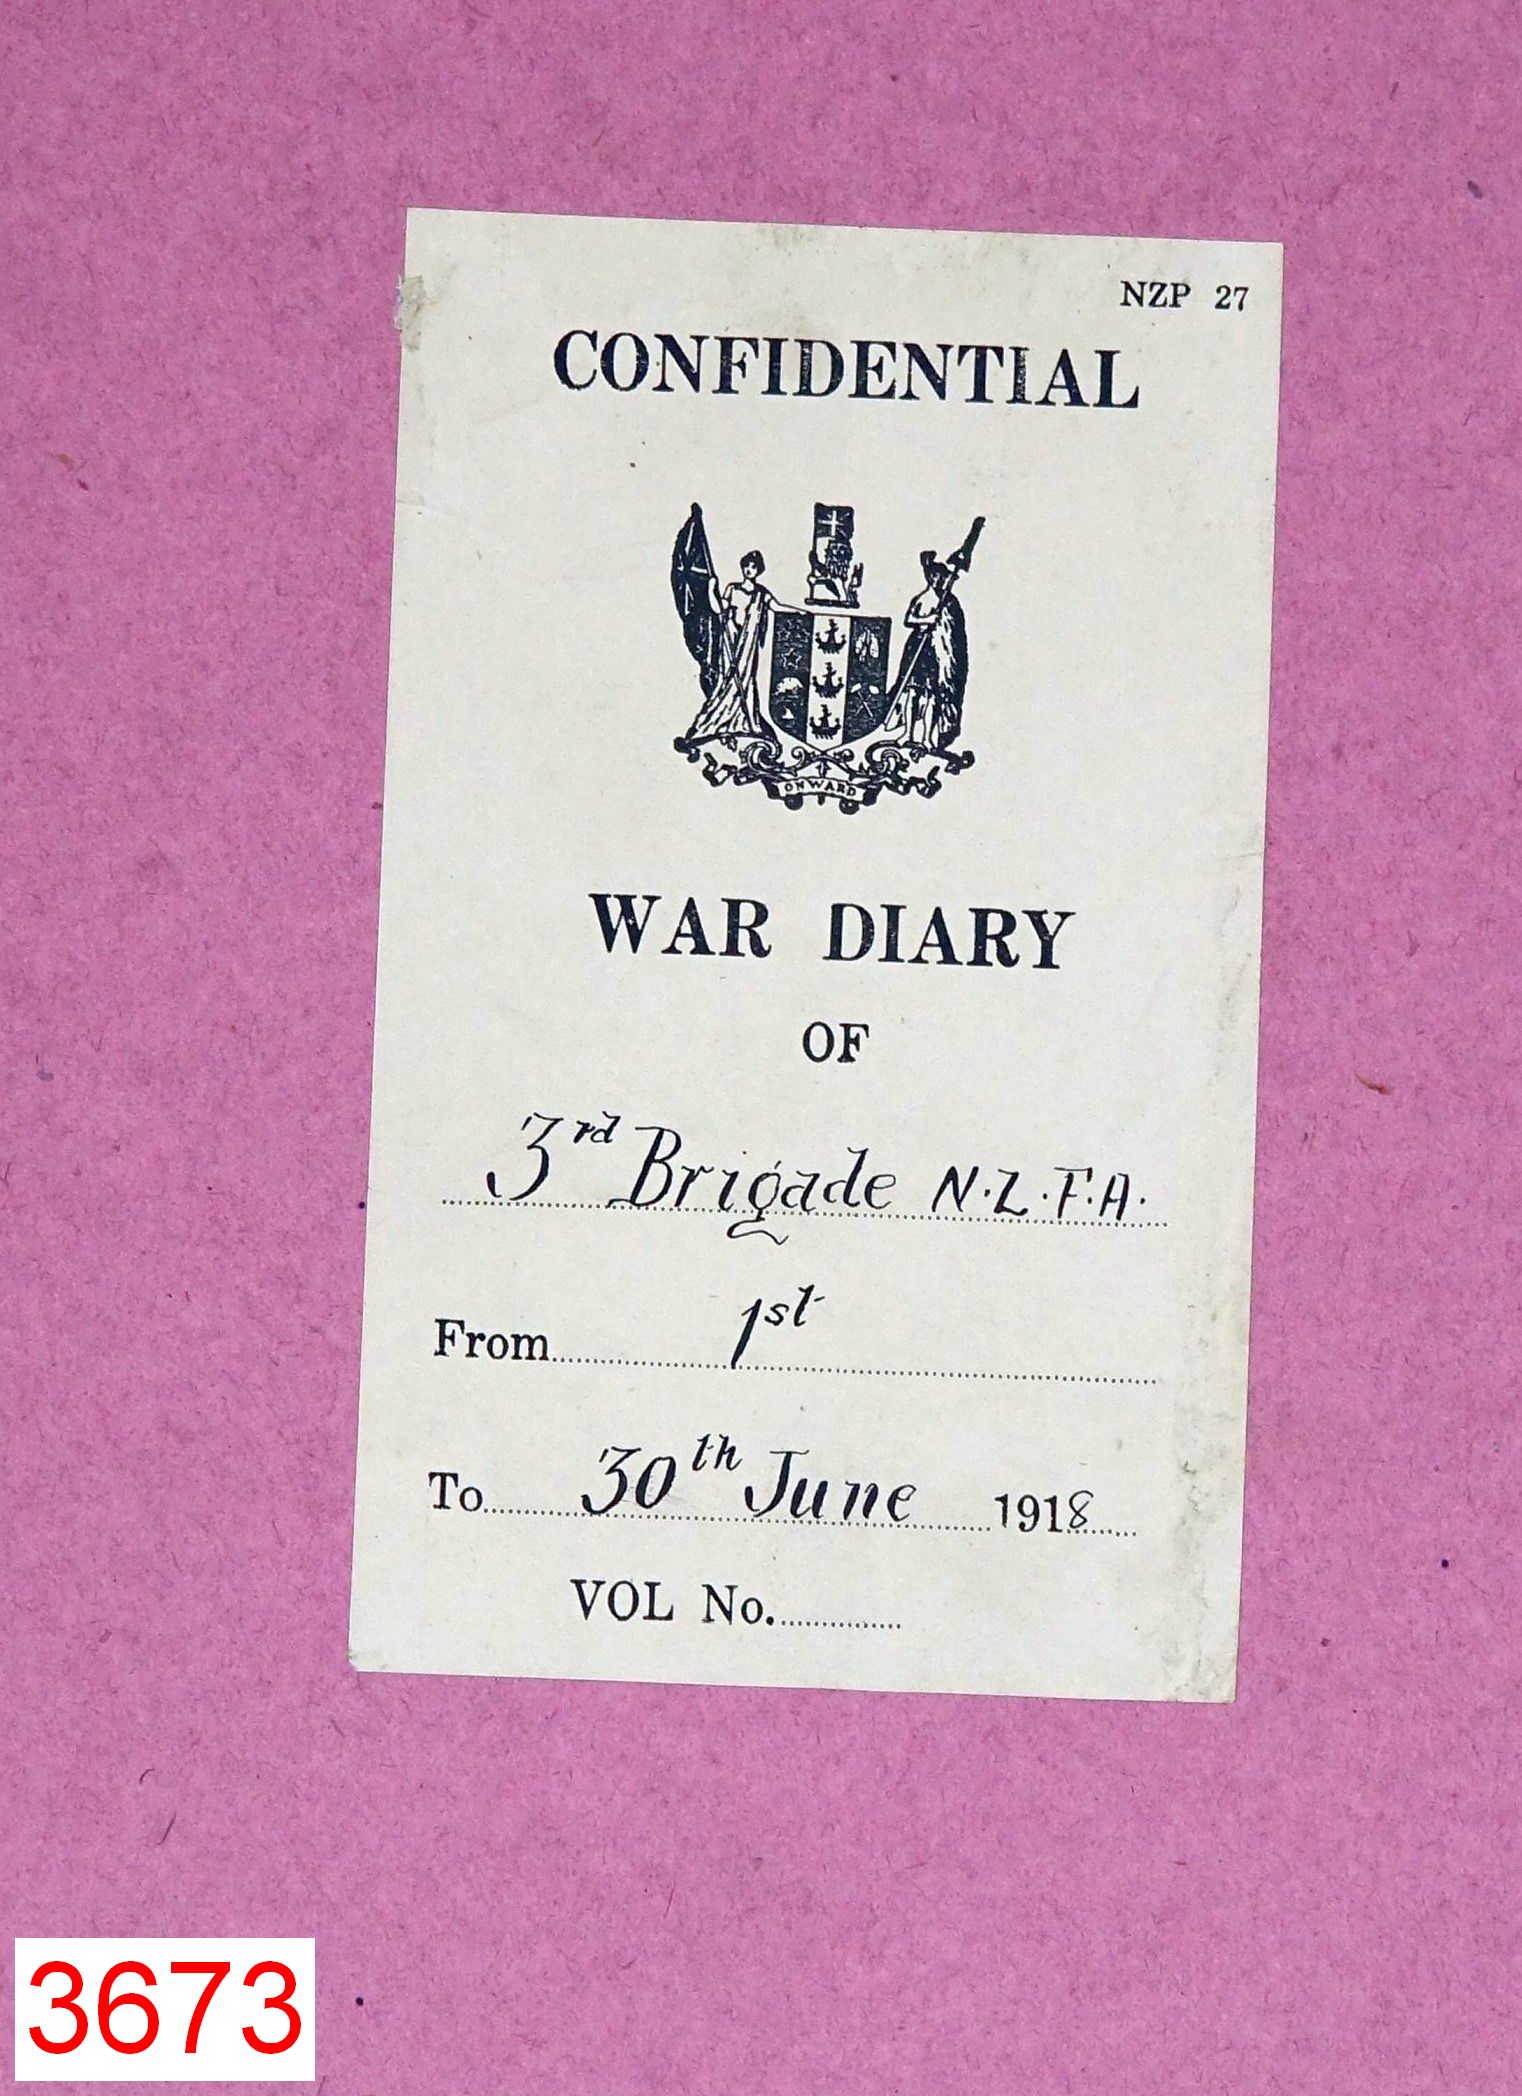 NZP 27
CONFIDENTIAL
ONWARD
WAR DIARY
OF
3rd Brigade N.Z.F.A.
From 1st
To 30th June 1918
VOL No.
3673